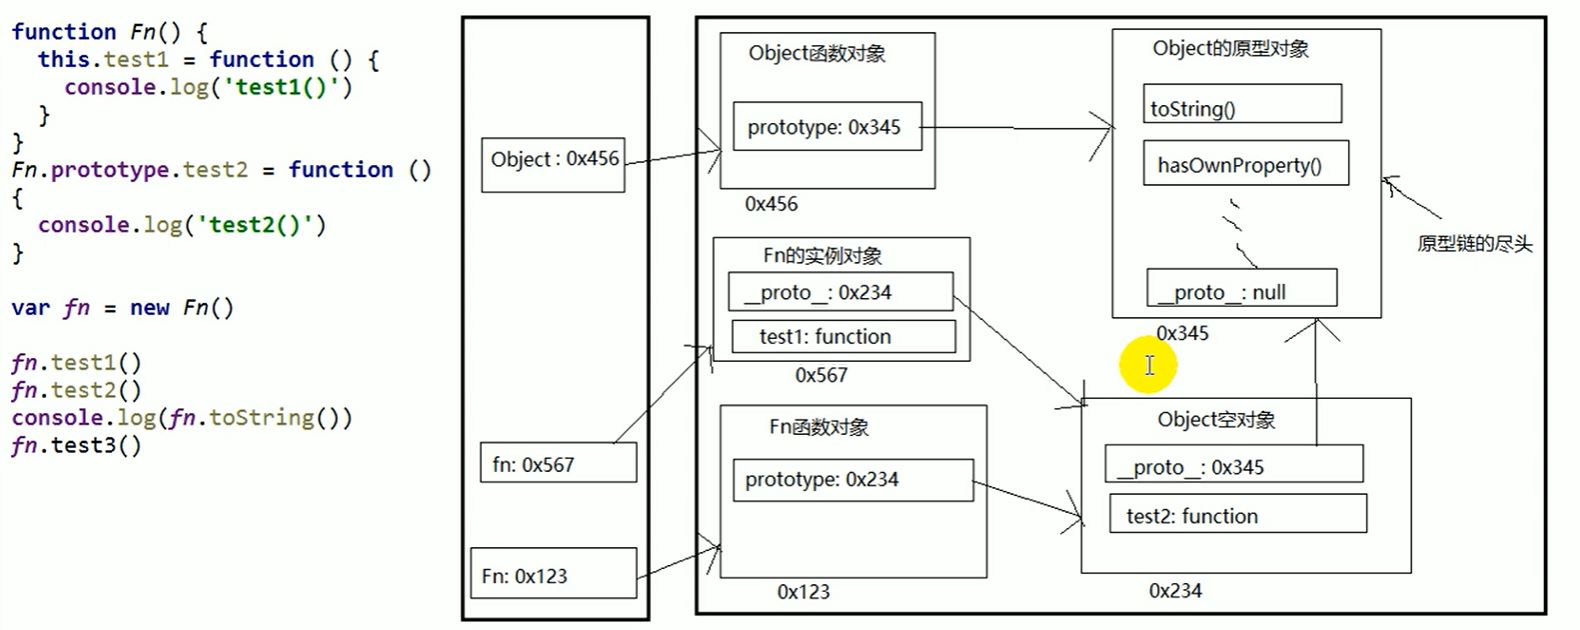 function Fn() {
this.test1 = function () {
console.log('test1()')
}
}
Fn.prototype.test2 = function ()
{
console.log('test2()')
}
var fn = new Fn()
fn.test1()
fn.test2()
console.log(fn.toString())
fn.test3()
Object : 0x456
fn: 0x567
Fn: 0x123
Object函数对象
prototype: 0x345
0x456
Fn的实例对象
__proto__: 0x234
test1: function
0x567
Fn函数对象
prototype: 0x234
0x123
Object的原型对象
toString()
hasOwnProperty()
__proto__: null
0x345
原型链的尽头
Object空对象
__proto__: 0x345
test2: function
0x234